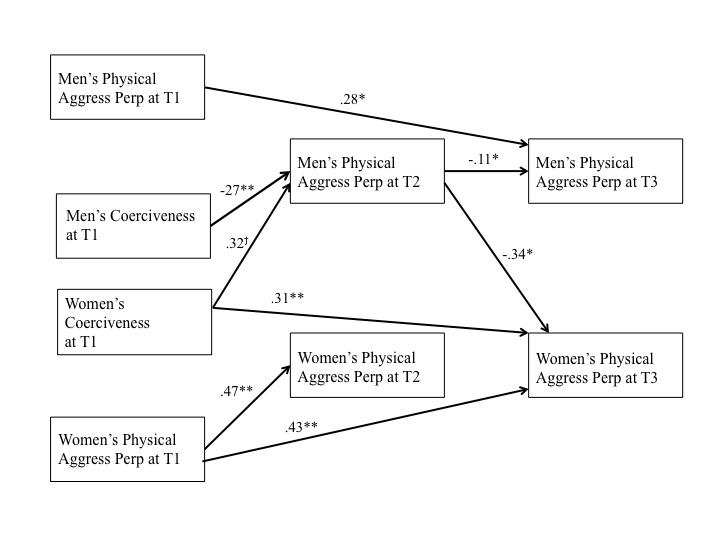 Men's Physical
Aggress Perp at T1
.28*
Men's Physical
Aggress Perp at T2
-.11*
Men's Physical
Aggress Perp at T3
-27**
Men's Coerciveness
at T1
.32†
-.34*
Women's
Coerciveness
at T1
.31**
Women's Physical
Aggress Perp at T2
Women's Physical
Aggress Perp at T3
.47**
.43**
Women's Physical
Aggress Perp at T1